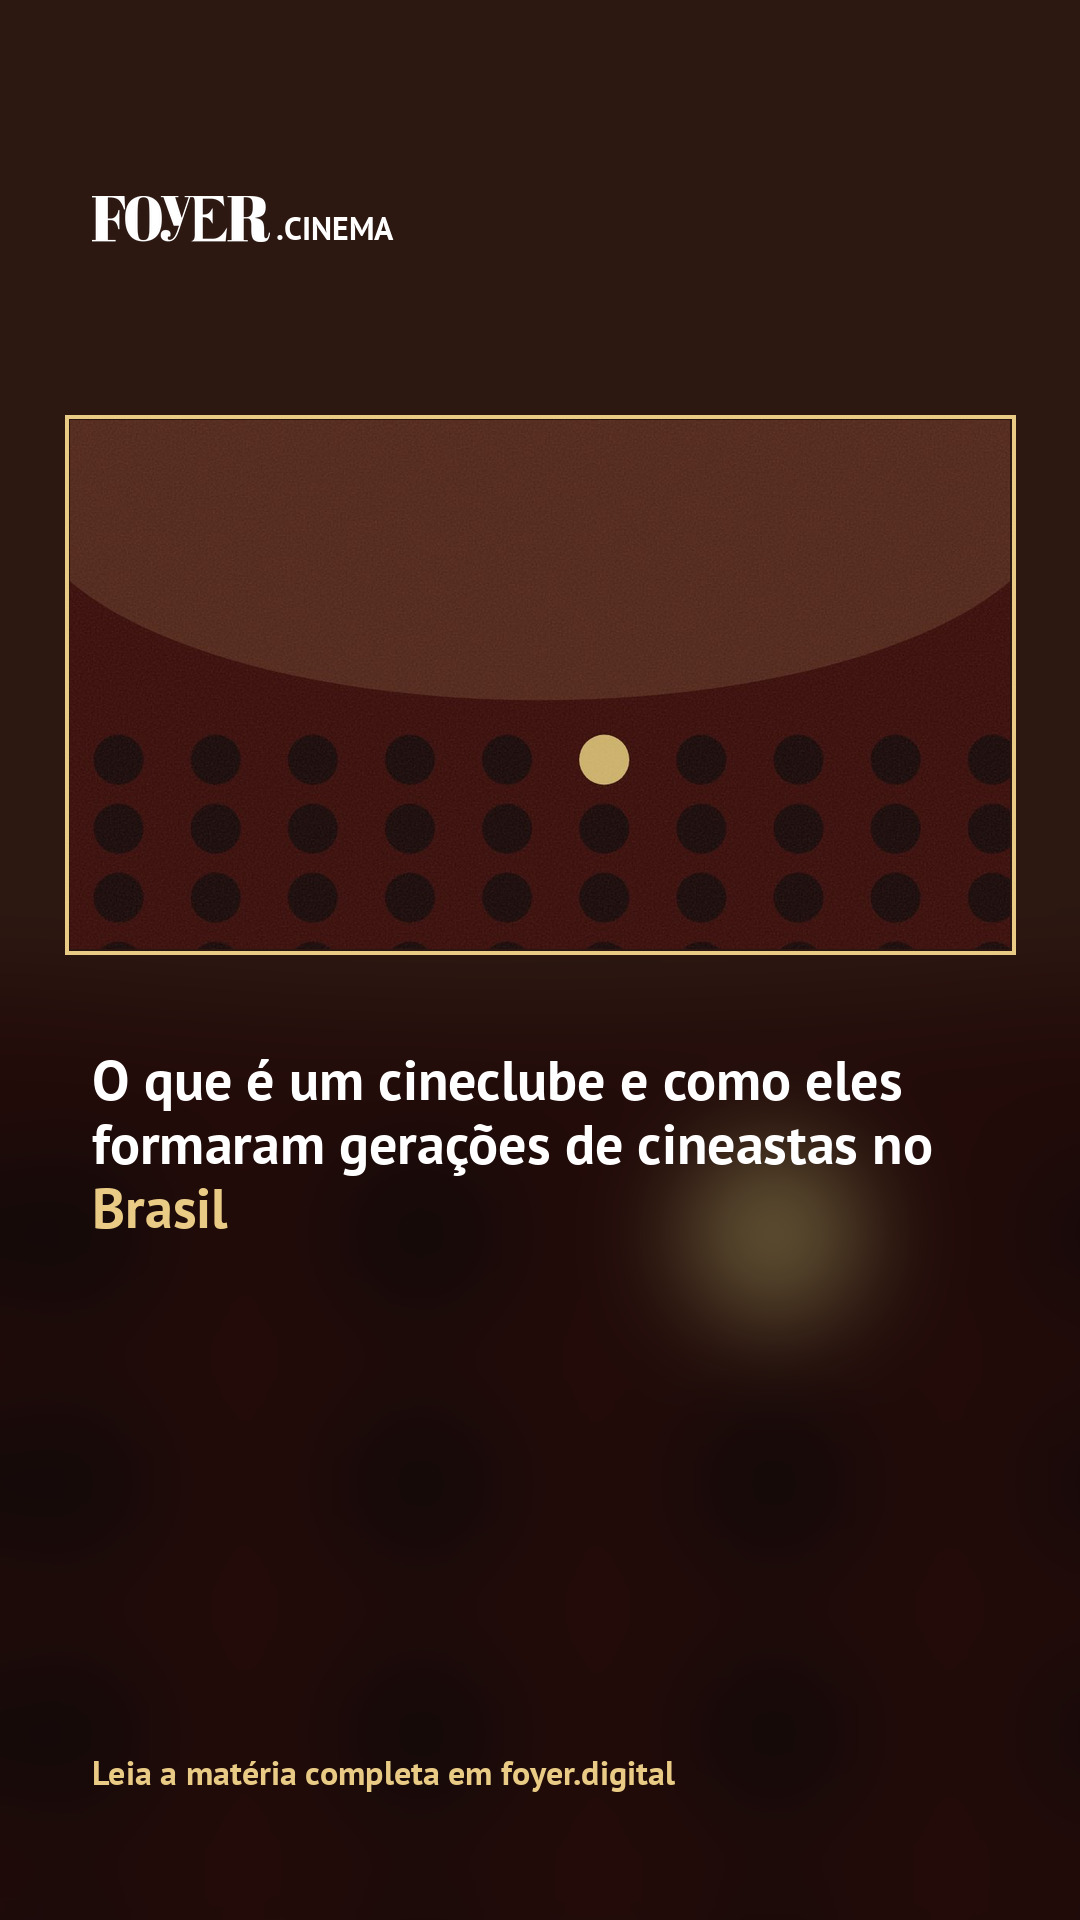 FOyER .CINEMA
O que é um cineclube e como eles
formaram gerações de cineastas no
Brasil
Leia a matéria completa em foyer.digital